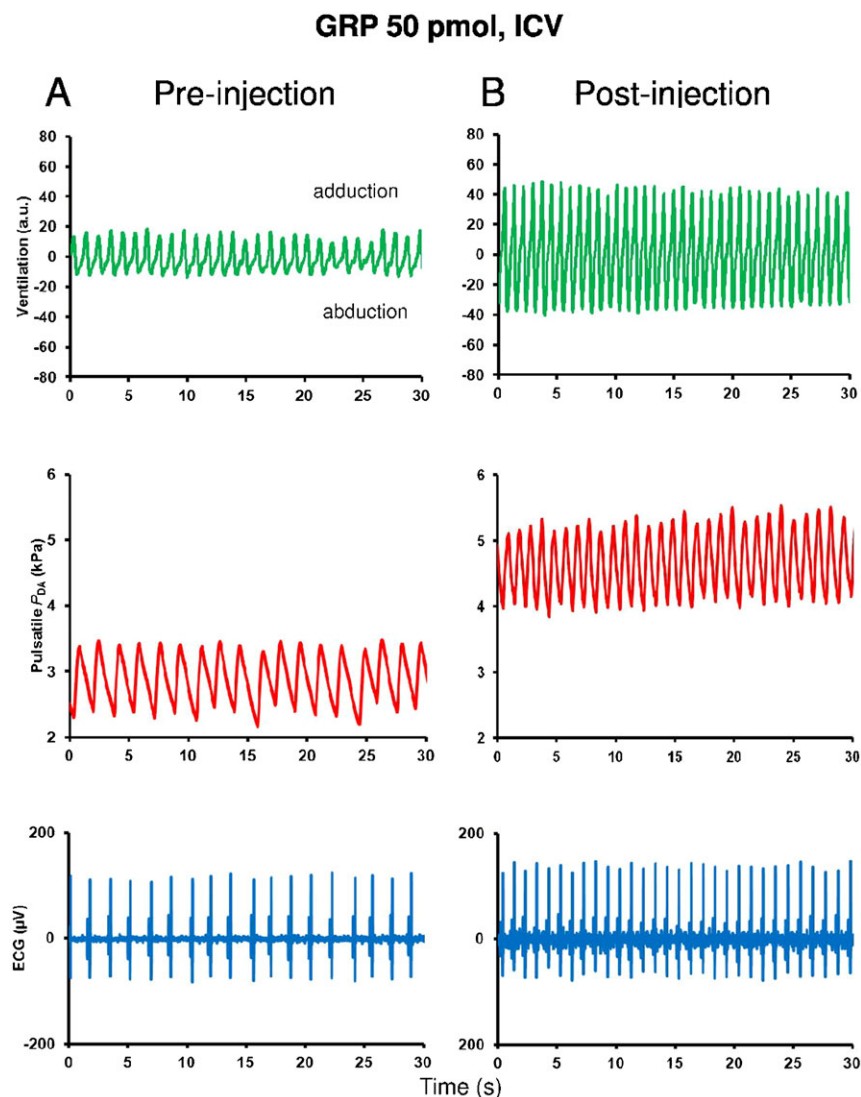 GRP 50 pmol, ICV
A Pre-injection
B Post-injection
Ventilation (a.u.)
80
60
40
20
0
-20
-40
-60
-80
adduction
abduction
0 5 10 15 20 25 30
80
60
40
20
0
-20
-40
-60
-80
0 5 10 15 20 25 30
Pulsatile PDA (kPa)
6
5
4
3
2
0 5 10 15 20 25 30
6
5
4
3
2
0 5 10 15 20 25 30
ECG (µV)
200
0
-200
0 5 10 15 20 25 30
200
0
200
0 5 10 15 20 25 30
Time (s)